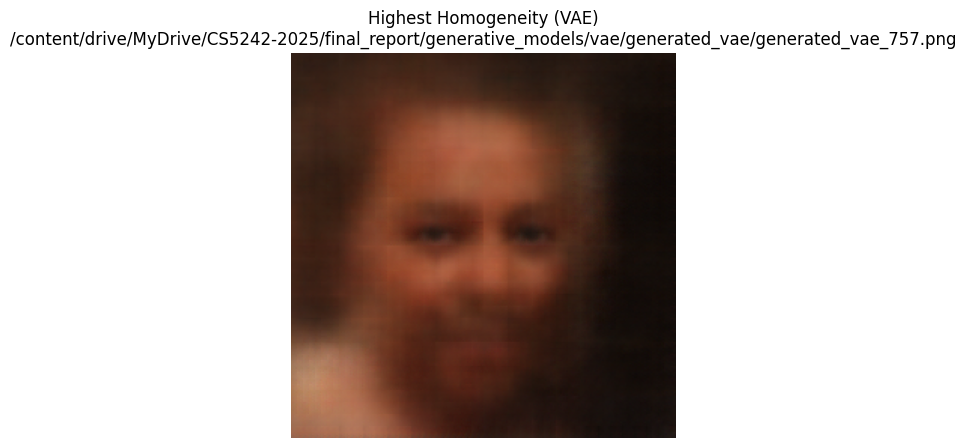 Highest Homogeneity (VAE)
/content/drive/MyDrive/CS5242-2025/final_report/generative_models/vae/generated_vae/generated_vae_757.png